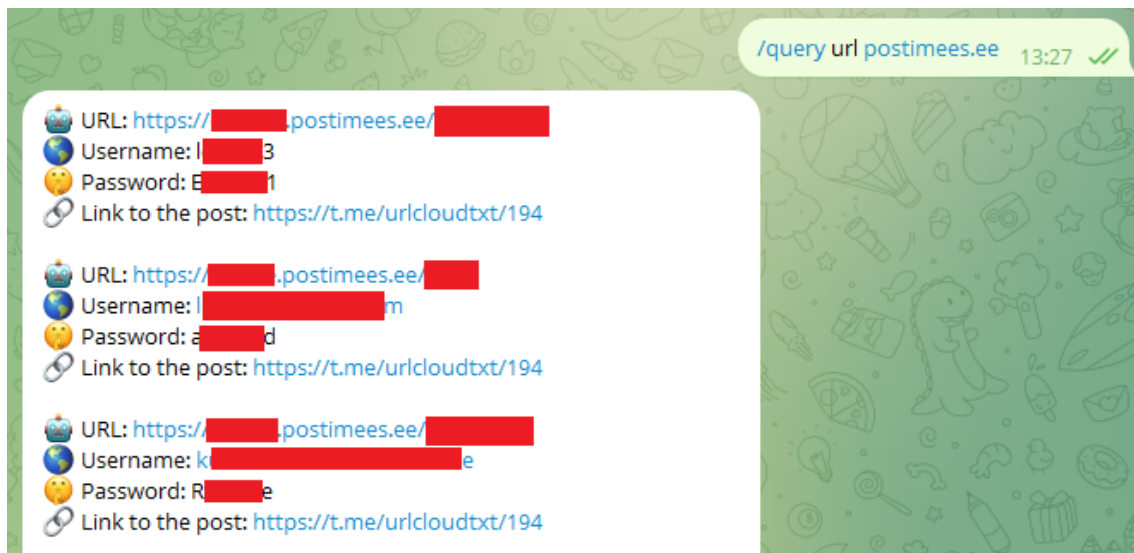 /query url postimees.ee 13:27
URL: https:// .postimees.ee/
Username: l 3
Password: E 1
Link to the post: https://t.me/urlcloudtxt/194
URL: https:// .postimees.ee/
Username: l m
Password: a d
Link to the post: https://t.me/urlcloudtxt/194
URL: https:// .postimees.ee/
Username: k e
Password: R e
Link to the post: https://t.me/urlcloudtxt/194